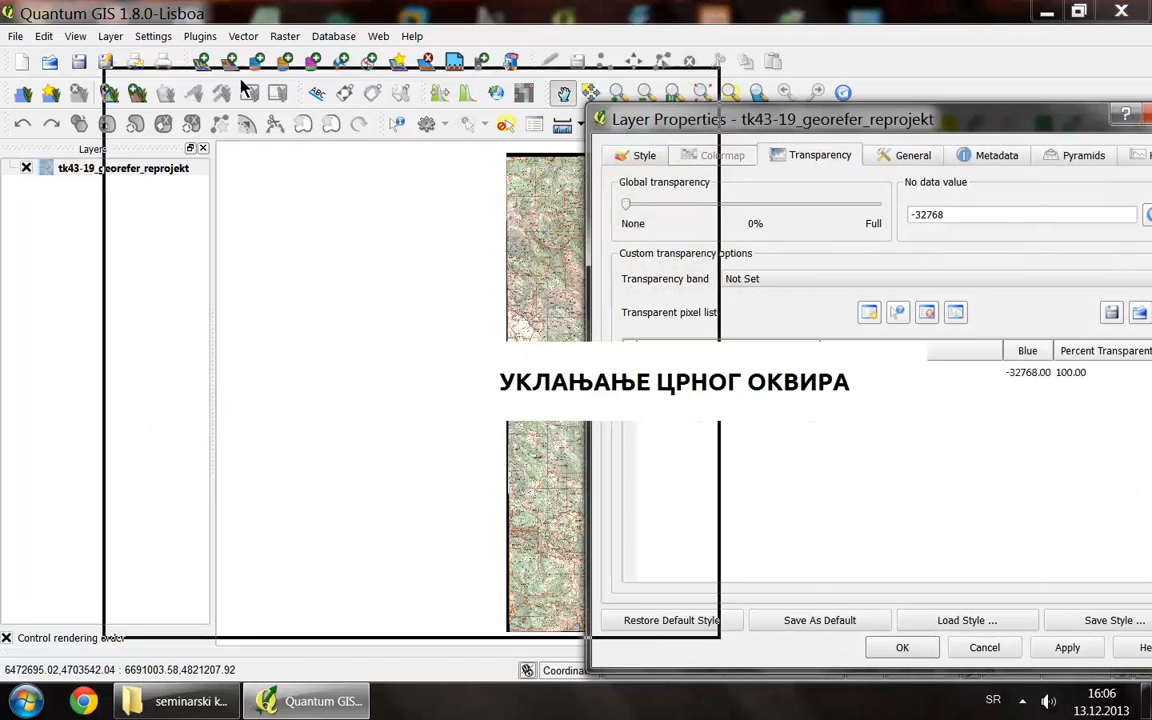 Quantum GIS 1.8.0-Lisboa
File Edit View Layer Settings Plugins Vector Raster Database Web Help
Layers
tk43-19_georefer_reprojekt
Layer Properties - tk43-19_georefer_reprojekt
Style Colormap Transparency General Metadata Pyramids
Global transparency
None 0% Full
No data value
-32768
Custom transparency options
Transparency band Not Set
Transparent pixel list
Blue Percent Transparent
-32768.00 100.00
УКЛАЊАЊЕ ЦРНОГ ОКВИРА
Restore Default Style Save As Default Load Style ... Save Style ...
OK Cancel Apply
Control rendering order
6472695.02,4703542.04 : 6691003.58,4821207.92
Coordina
seminarski k...
Quantum GIS...
SR
16:06
13.12.2013